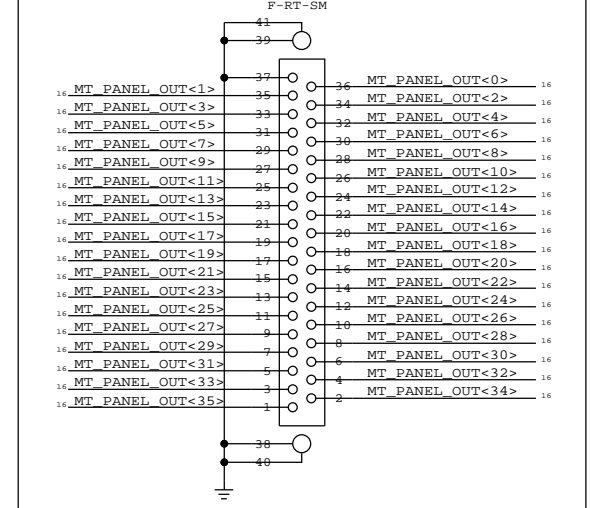 F-RT-SM
41
39
37
36 MT_PANEL_OUT<0> 16
16 MT_PANEL_OUT<1> 35
34 MT_PANEL_OUT<2> 16
16 MT_PANEL_OUT<3> 33
32 MT_PANEL_OUT<4> 16
16 MT_PANEL_OUT<5> 31
30 MT_PANEL_OUT<6> 16
16 MT_PANEL_OUT<7> 29
28 MT_PANEL_OUT<8> 16
16 MT_PANEL_OUT<9> 27
26 MT_PANEL_OUT<10> 16
16 MT_PANEL_OUT<11> 25
24 MT_PANEL_OUT<12> 16
16 MT_PANEL_OUT<13> 23
22 MT_PANEL_OUT<14> 16
16 MT_PANEL_OUT<15> 21
20 MT_PANEL_OUT<16> 16
16 MT_PANEL_OUT<17> 19
18 MT_PANEL_OUT<18> 16
16 MT_PANEL_OUT<19> 17
16 MT_PANEL_OUT<20> 16
16 MT_PANEL_OUT<21> 15
14 MT_PANEL_OUT<22> 16
16 MT_PANEL_OUT<23> 13
12 MT_PANEL_OUT<24> 16
16 MT_PANEL_OUT<25> 11
10 MT_PANEL_OUT<26> 16
16 MT_PANEL_OUT<27> 9
8 MT_PANEL_OUT<28> 16
16 MT_PANEL_OUT<29> 7
6 MT_PANEL_OUT<30> 16
16 MT_PANEL_OUT<31> 5
4 MT_PANEL_OUT<32> 16
16 MT_PANEL_OUT<33> 3
2 MT_PANEL_OUT<34> 16
16 MT_PANEL_OUT<35> 1
38
40